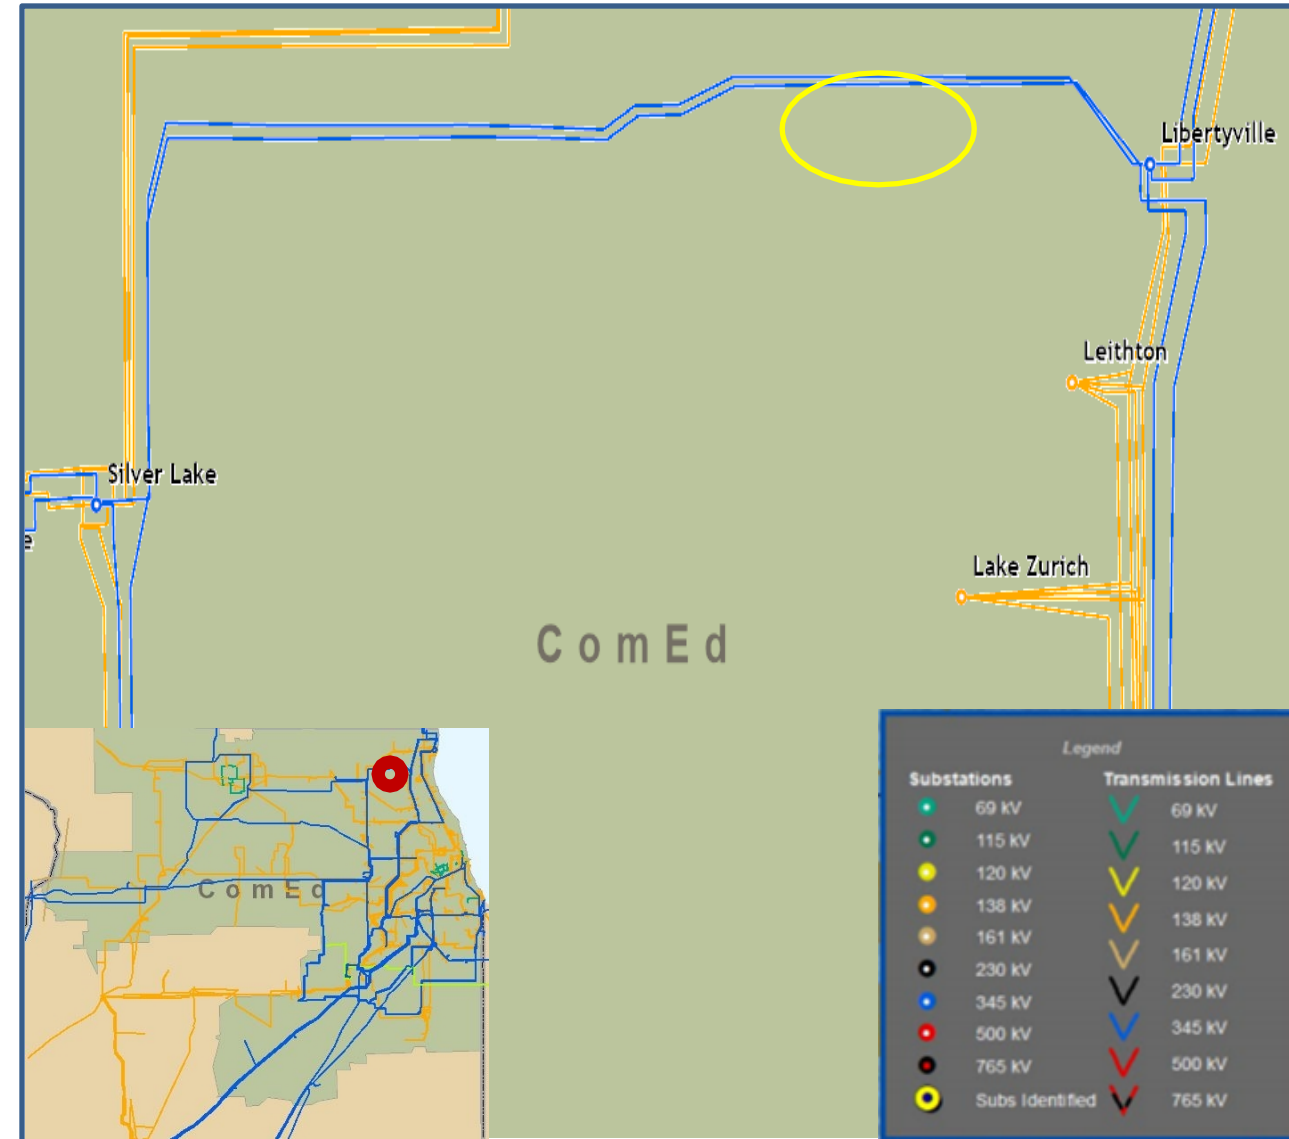 Libertyville
Leithton
Silver Lake
e
Lake Zurich
ComEd
ComEd
Legend
Substations Transmission Lines
69 kV 69 kV
115 kV 115 kV
120 kV 120 kV
138 kV 138 kV
161 kV 161 kV
230 kV 230 kV
345 kV 345 kV
500 kV 500 kV
765 kV 765 kV
Subs Identified